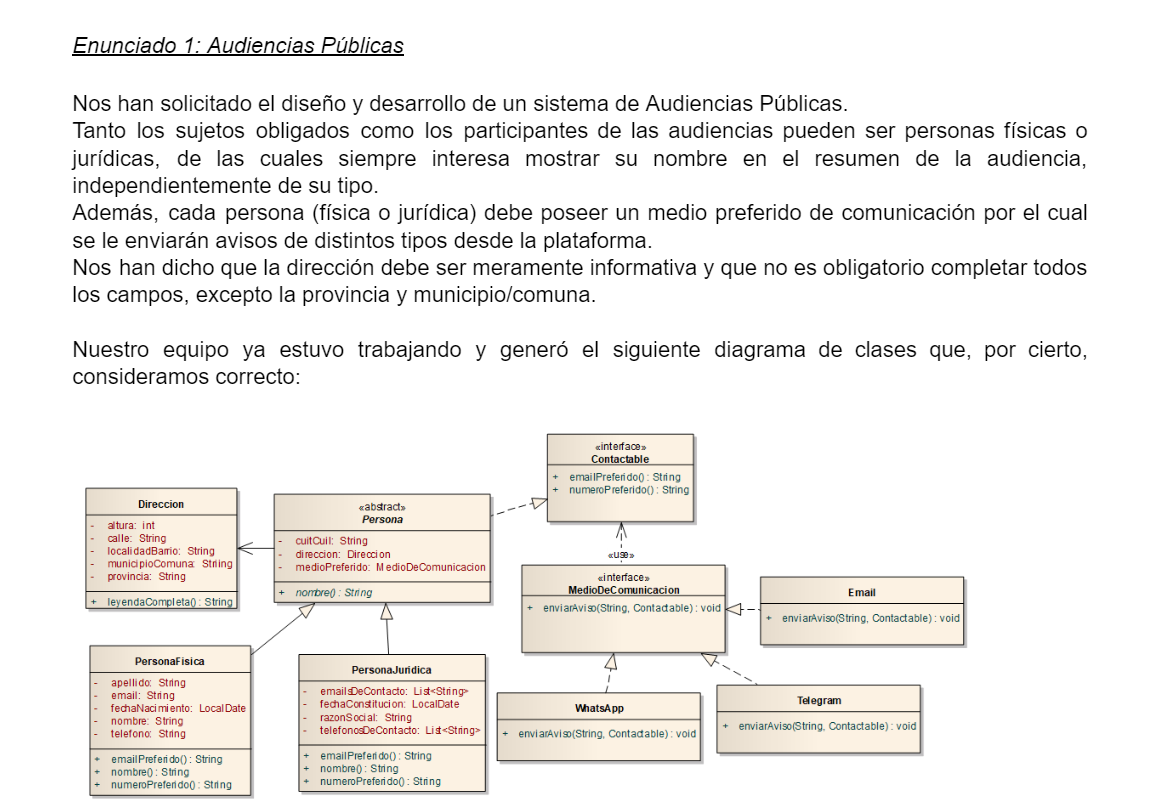 Enunciado 1: Audiencias Públicas
Nos han solicitado el diseño y desarrollo de un sistema de Audiencias Públicas.
Tanto los sujetos obligados como los participantes de las audiencias pueden ser personas físicas o
jurídicas, de las cuales siempre interesa mostrar su nombre en el resumen de la audiencia,
independientemente de su tipo.
Además, cada persona (física o jurídica) debe poseer un medio preferido de comunicación por el cual
se le enviarán avisos de distintos tipos desde la plataforma.
Nos han dicho que la dirección debe ser meramente informativa y que no es obligatorio completar todos
los campos, excepto la provincia y municipio/comuna.
Nuestro equipo ya estuvo trabajando y generó el siguiente diagrama de clases que, por cierto,
consideramos correcto:
«interface»
Contactable
+ emailPreferido() : String
+ numeroPreferido() : String
Direccion
- altura: int
- calle: String
- localidadBarrio: String
- municipioComuna: String
- provincia: String
+ leyendaCompleta() : String
«abstract»
Persona
- cuitCuil: String
- direccion: Direccion
- medioPreferido: MedioDeComunicacion
+ nombre() : String
«use»
«interface»
MedioDeComunicacion
+ enviarAviso(String, Contactable) : void
Email
+ enviarAviso(String, Contactable) : void
PersonaFisica
- apellido: String
- email: String
- fechaNacimiento: LocalDate
- nombre: String
- telefono: String
+ emailPreferido() : String
+ nombre() : String
+ numeroPreferido() : String
PersonaJuridica
- emailsDeContacto: List<String>
- fechaConstitucion: LocalDate
- razonSocial: String
- telefonosDeContacto: List<String>
+ emailPreferido() : String
+ nombre() : String
+ numeroPreferido() : String
WhatsApp
+ enviarAviso(String, Contactable) : void
Telegram
+ enviarAviso(String, Contactable) : void